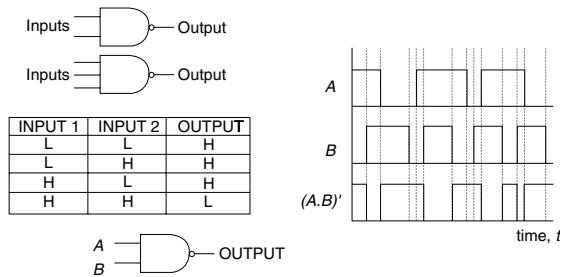 Inputs Output
Inputs Output
INPUT 1 INPUT 2 OUTPUT
L L H
L H H
H L H
H H L
A
B OUTPUT
A
B
(A.B)'
time, t